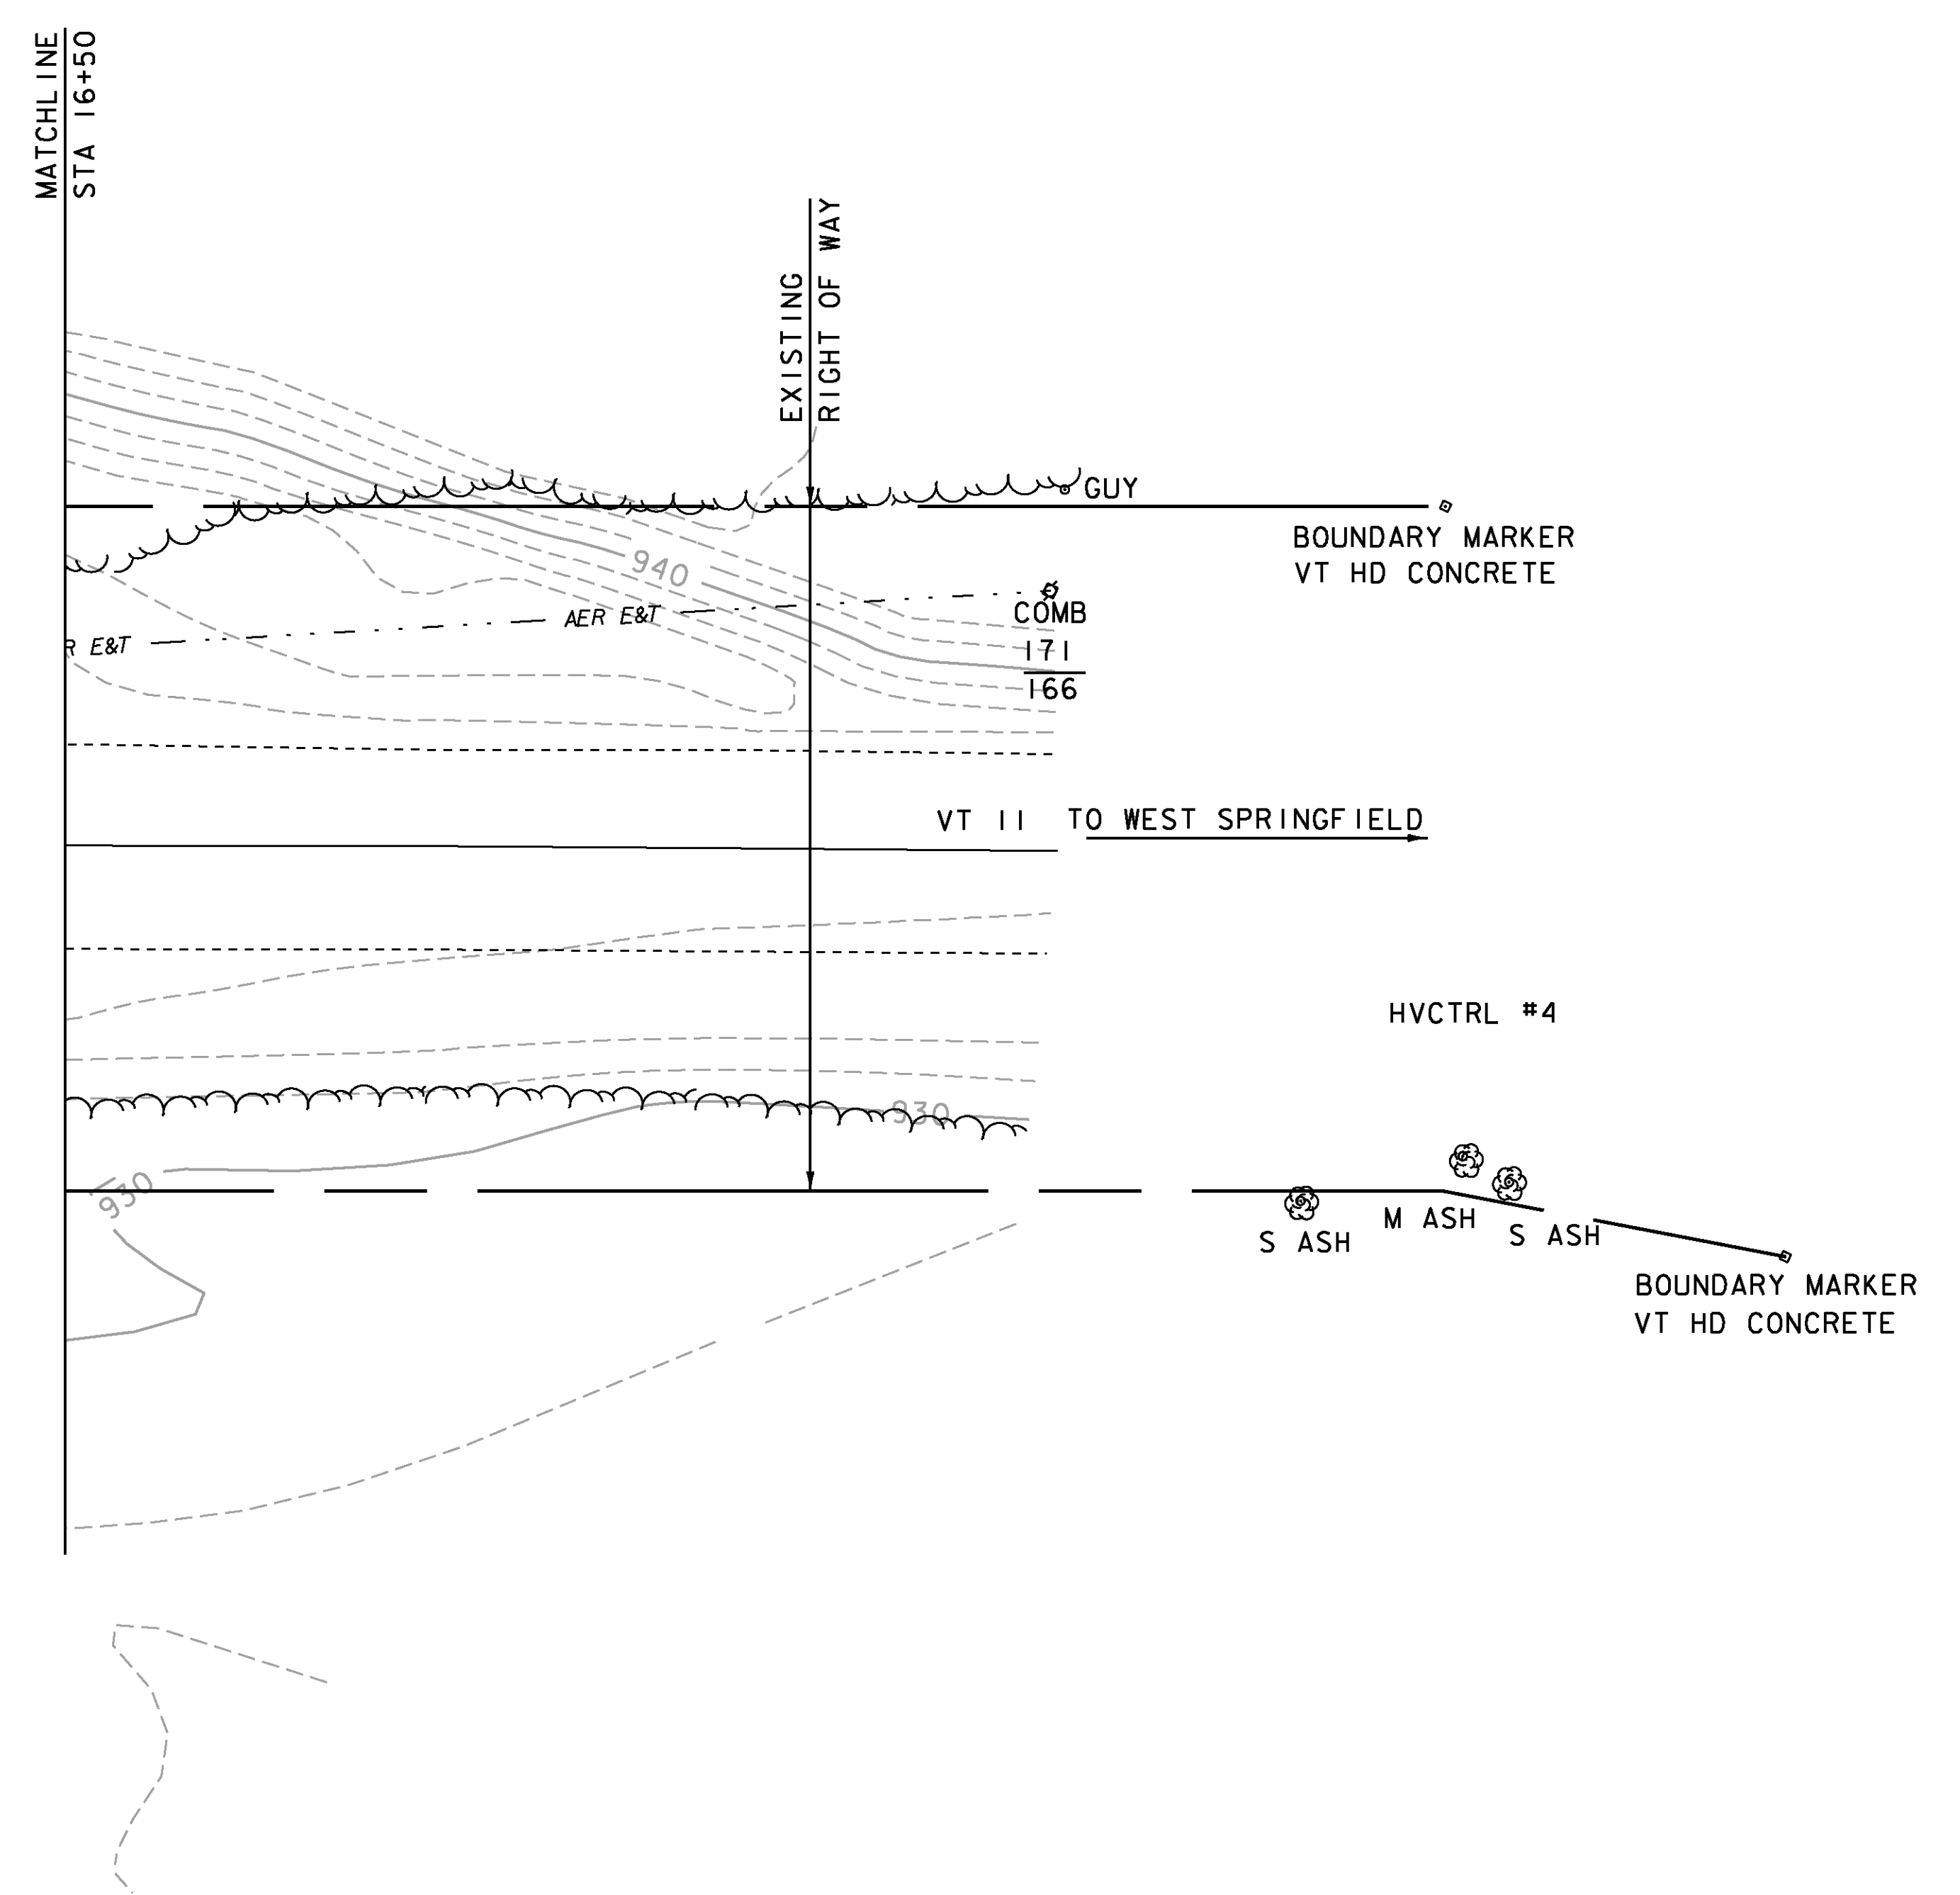 MATCHLINE
STA 16+50
EXISTING
RIGHT OF WAY
GUY
BOUNDARY MARKER
VT HD CONCRETE
940
COMB
171
166
AER E&T
R E&T
VT 11 TO WEST SPRINGFIELD
HVCTRL #4
930
930
M ASH
S ASH
S ASH
BOUNDARY MARKER
VT HD CONCRETE